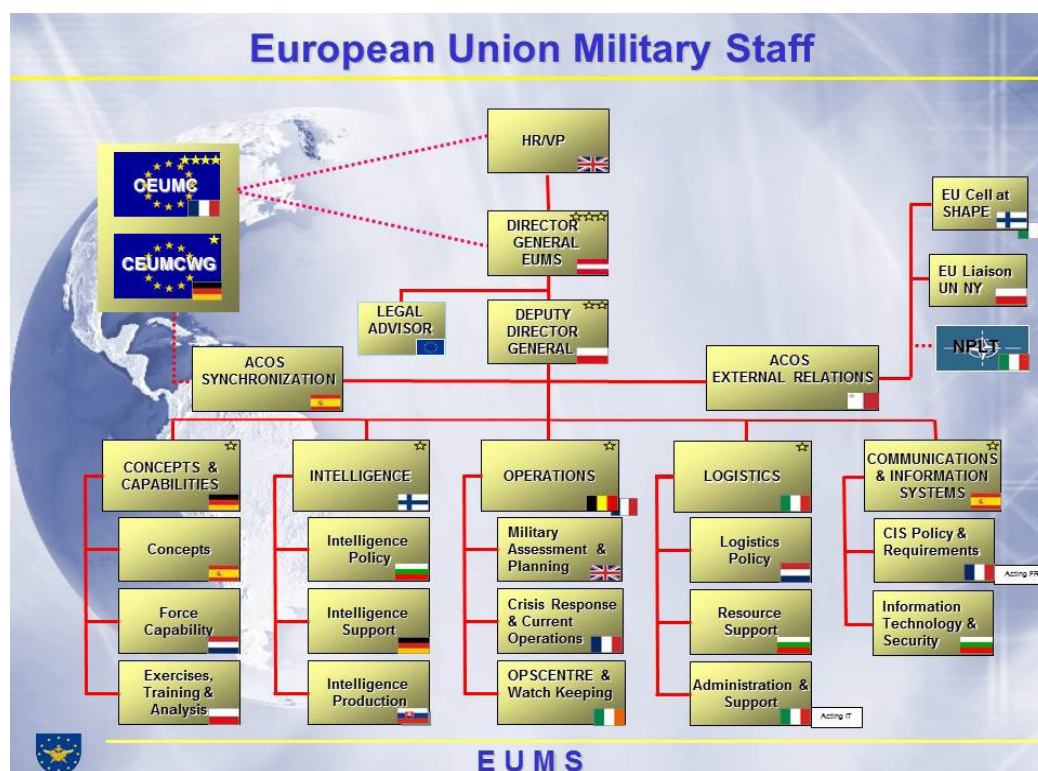 European Union Military Staff
HR/VP
CEUMC
CEUMCWG
DIRECTOR
GENERAL
EUMS
EU Cell at
SHAPE
EU Liaison
UN NY
LEGAL
ADVISOR
DEPUTY
DIRECTOR
GENERAL
NPLT
ACOS
SYNCHRONIZATION
ACOS
EXTERNAL RELATIONS
CONCEPTS &
CAPABILITIES
INTELLIGENCE
OPERATIONS
LOGISTICS
COMMUNICATIONS
& INFORMATION
SYSTEMS
Concepts
Intelligence
Policy
Military
Assessment &
Planning
Logistics
Policy
CIS Policy &
Requirements
Acting FR
Force
Capability
Intelligence
Support
Crisis Response
& Current
Operations
Resource
Support
Information
Technology &
Security
Exercises,
Training &
Analysis
Intelligence
Production
OPSCENTRE &
Watch Keeping
Administration &
Support
Acting IT
EUMS